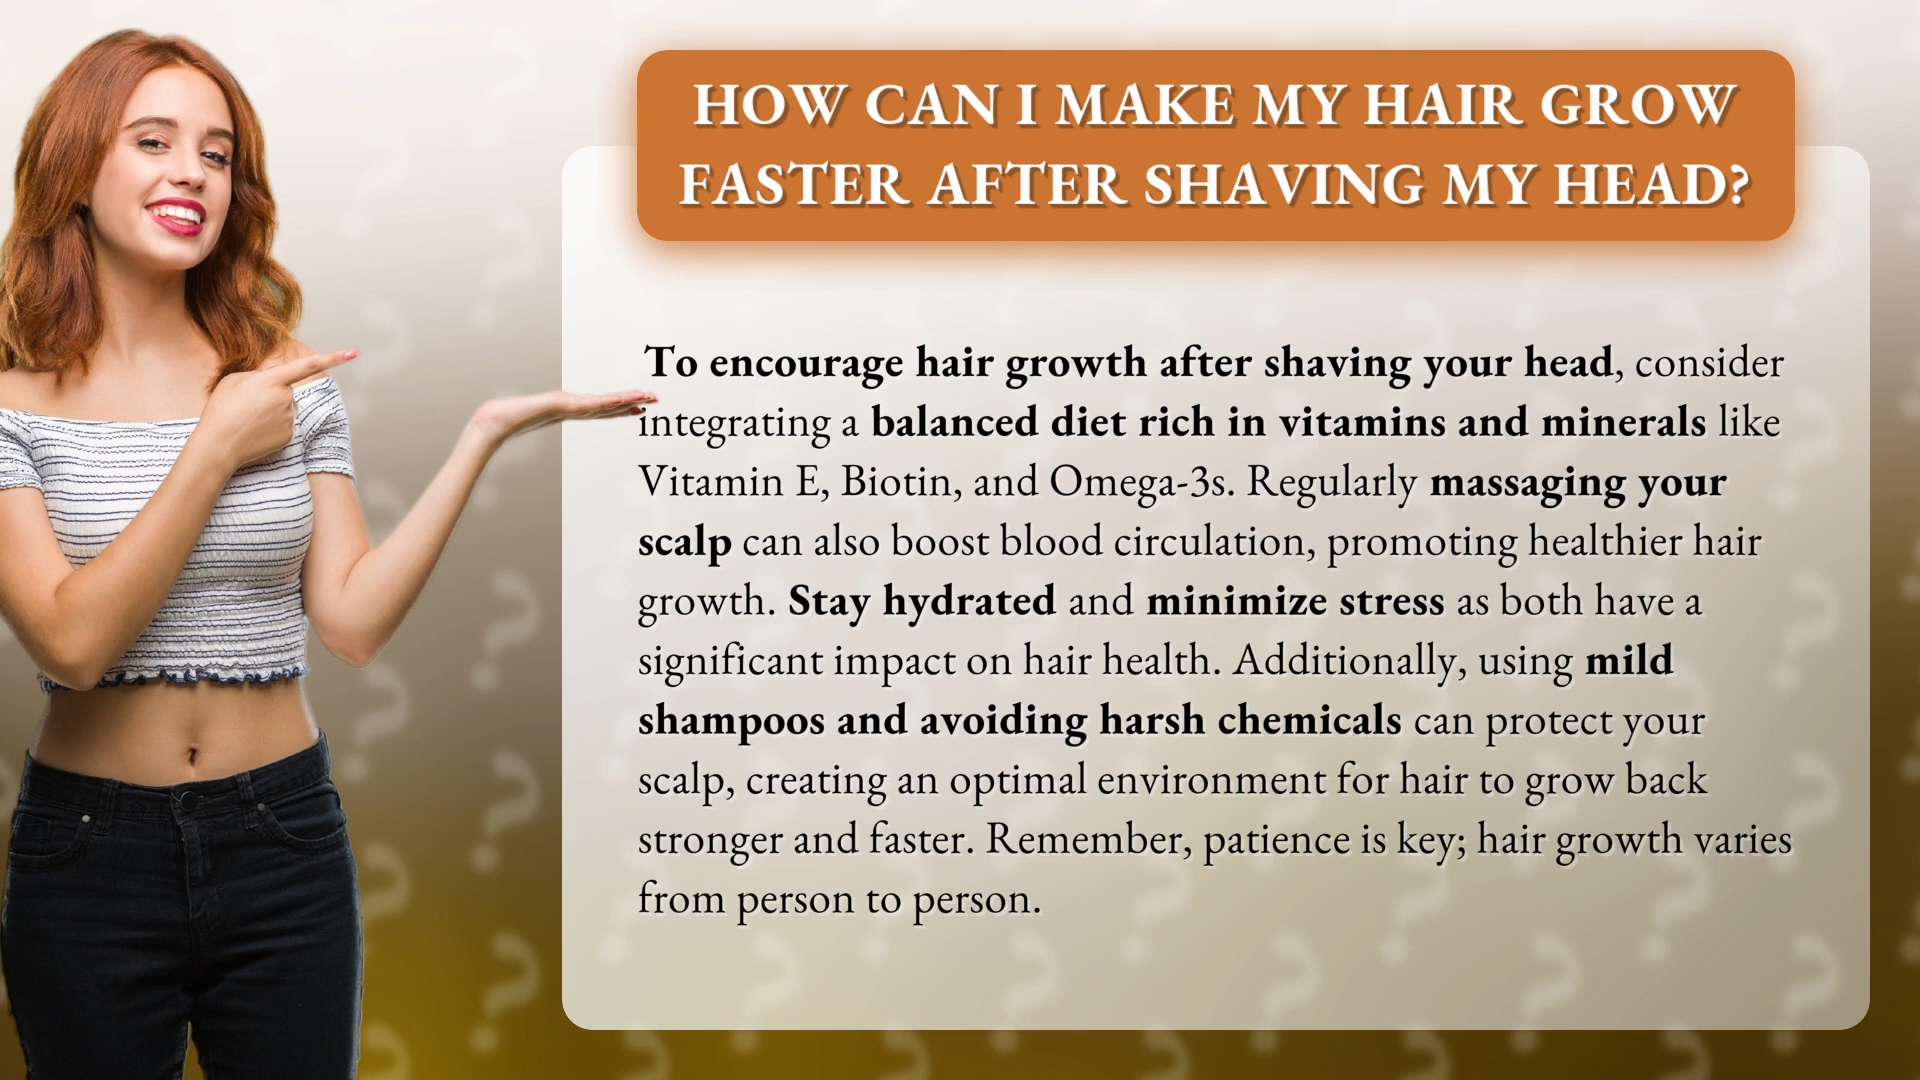 HOW CAN I MAKE MY HAIR GROW
FASTER AFTER SHAVING MY HEAD?
To encourage hair growth after shaving your head, consider
integrating a balanced diet rich in vitamins and minerals like
Vitamin E, Biotin, and Omega-3s. Regularly massaging your
scalp can also boost blood circulation, promoting healthier hair
growth. Stay hydrated and minimize stress as both have a
significant impact on hair health. Additionally, using mild
shampoos and avoiding harsh chemicals can protect your
scalp, creating an optimal environment for hair to grow back
stronger and faster. Remember, patience is key; hair growth varies
from person to person.